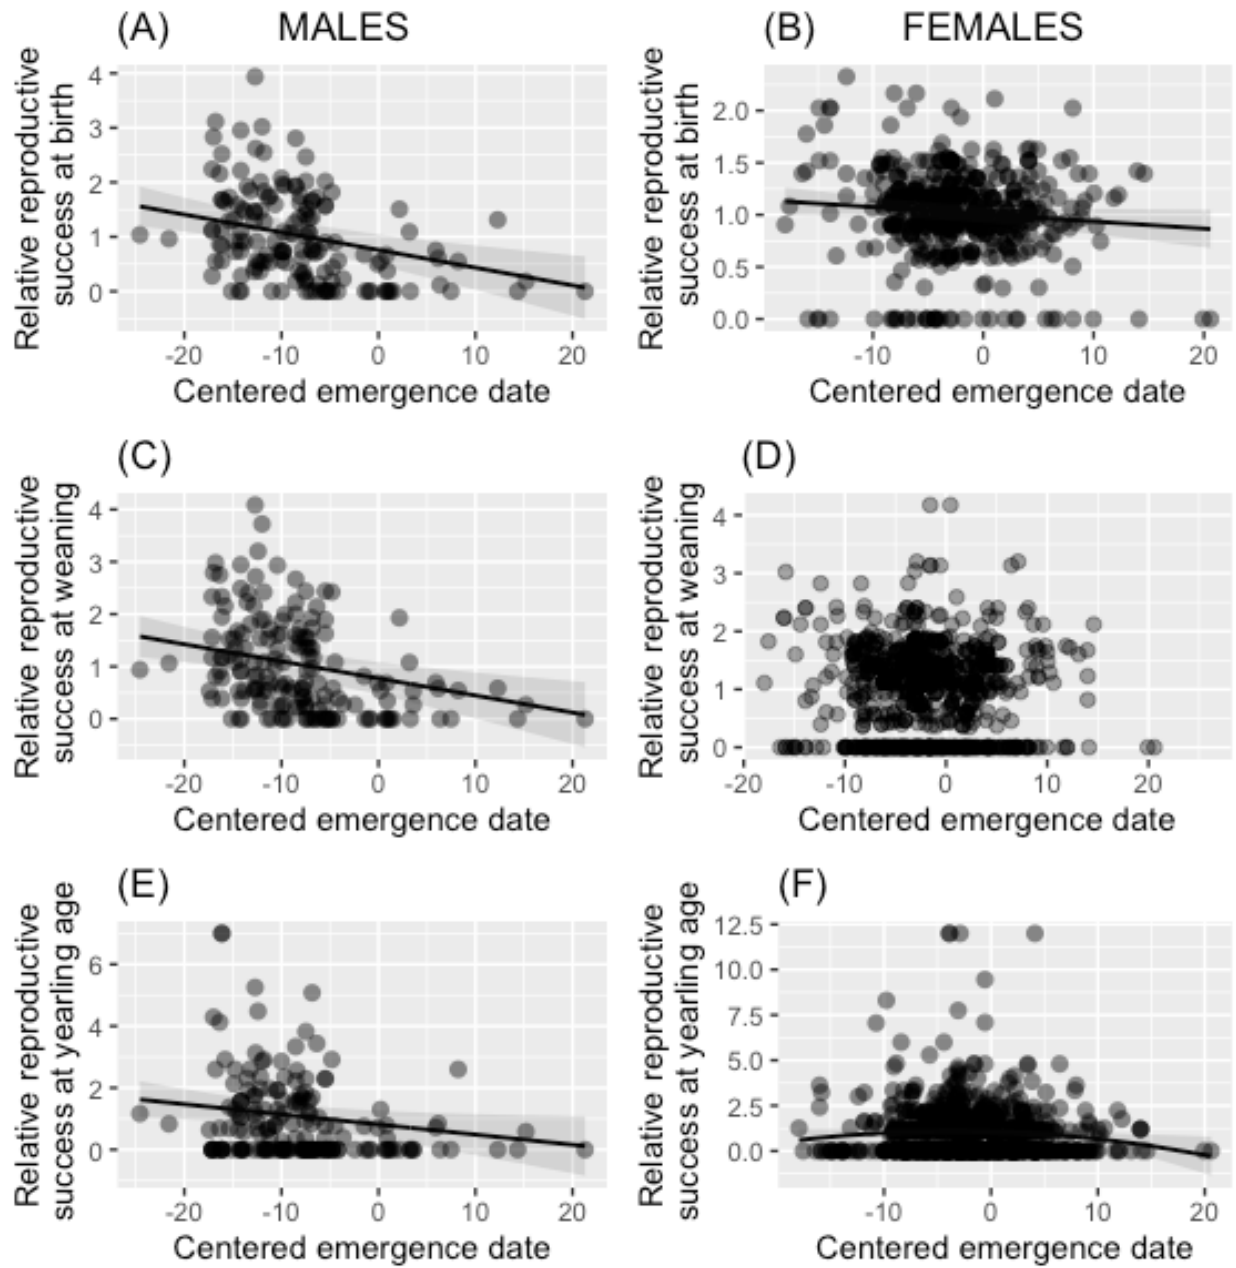 (A) MALES
Relative reproductive
success at birth
4
3
2
1
0
-20 -10 0 10 20
Centered emergence date
(B) FEMALES
Relative reproductive
success at birth
2.0
1.5
1.0
0.5
0.0
-10 0 10 20
Centered emergence date
(C)
Relative reproductive
success at weaning
4
3
2
1
0
-20 -10 0 10 20
Centered emergence date
(D)
Relative reproductive
success at weaning
4
3
2
1
0
-20 -10 0 10 20
Centered emergence date
(E)
Relative reproductive
success at yearling age
6
4
2
0
-20 -10 0 10 20
Centered emergence date
(F)
Relative reproductive
success at yearling age
12.5
10.0
7.5
5.0
2.5
0.0
-10 0 10 20
Centered emergence date